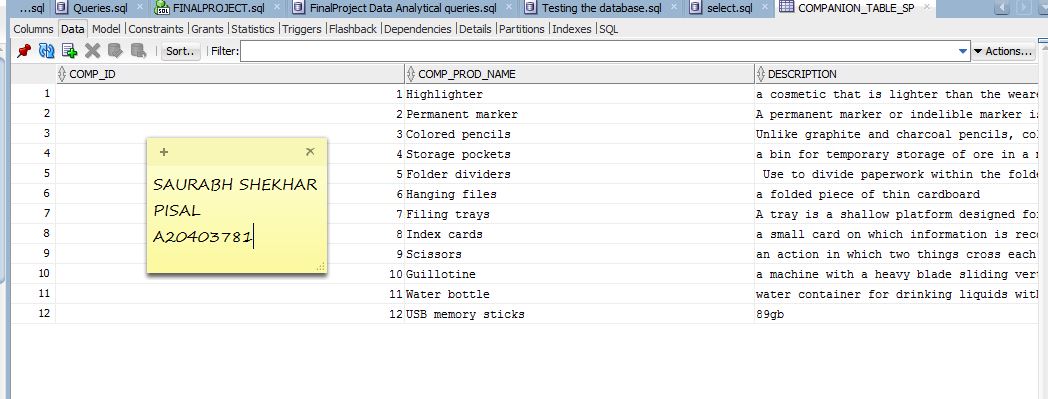 ...sql Queries.sql FINALPROJECT.sql FinalProject Data Analytical queries.sql Testing the database.sql select.sql COMPANION_TABLE_SP
Columns Data Model Constraints Grants Statistics Triggers Flashback Dependencies Details Partitions Indexes SQL
Sort.. Filter: Actions...
COMP_ID COMP_PROD_NAME DESCRIPTION
1 1 Highlighter a cosmetic that is lighter than the weare
2 2 Permanent marker A permanent marker or indelible marker i
3 3 Colored pencils Unlike graphite and charcoal pencils, co
4 4 Storage pockets a bin for temporary storage of ore in a
5 5 Folder dividers Use to divide paperwork within the folde
6 6 Hanging files a folded piece of thin cardboard
7 7 Filing trays A tray is a shallow platform designed fo
8 8 Index cards a small card on which information is reco
9 9 Scissors an action in which two things cross each
10 10 Guillotine a machine with a heavy blade sliding ver
11 11 Water bottle water container for drinking liquids wit
12 12 USB memory sticks 89gb
SAURABH SHEKHAR
PISAL
A20403781